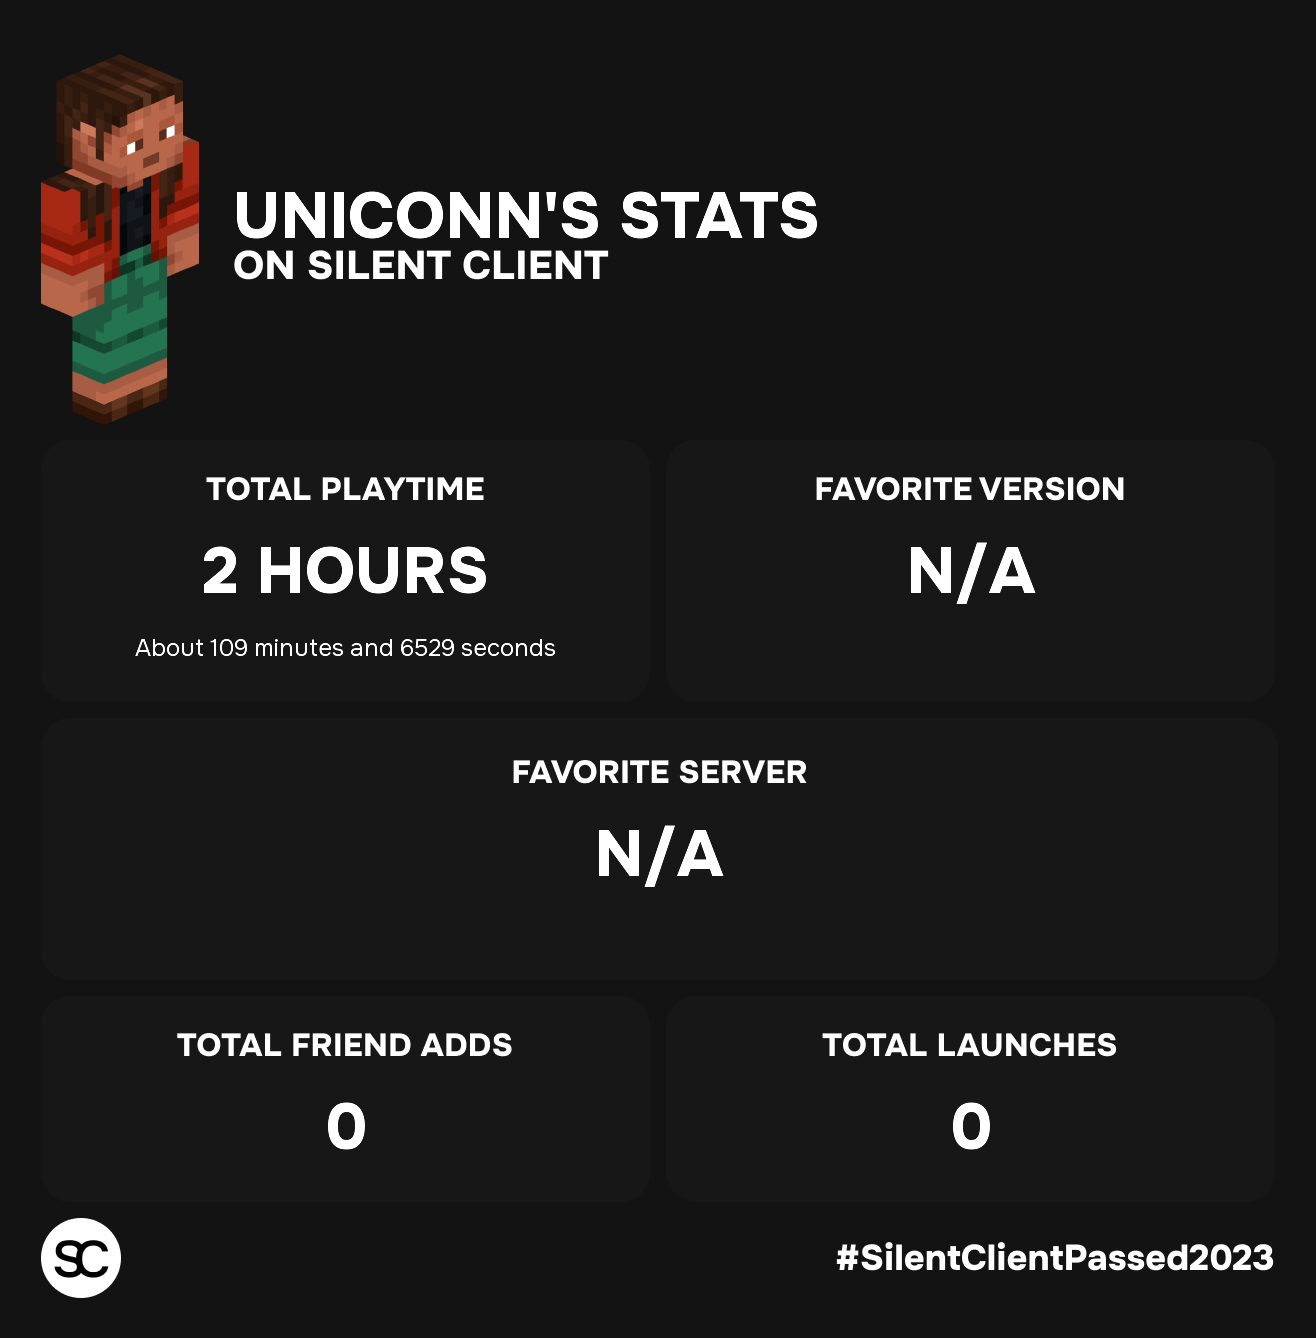 UNICONN'S STATS
ON SILENT CLIENT
TOTAL PLAYTIME
2 HOURS
About 109 minutes and 6529 seconds
FAVORITE VERSION
N/A
FAVORITE SERVER
N/A
TOTAL FRIEND ADDS
0
TOTAL LAUNCHES
0
SC
#SilentClientPassed2023